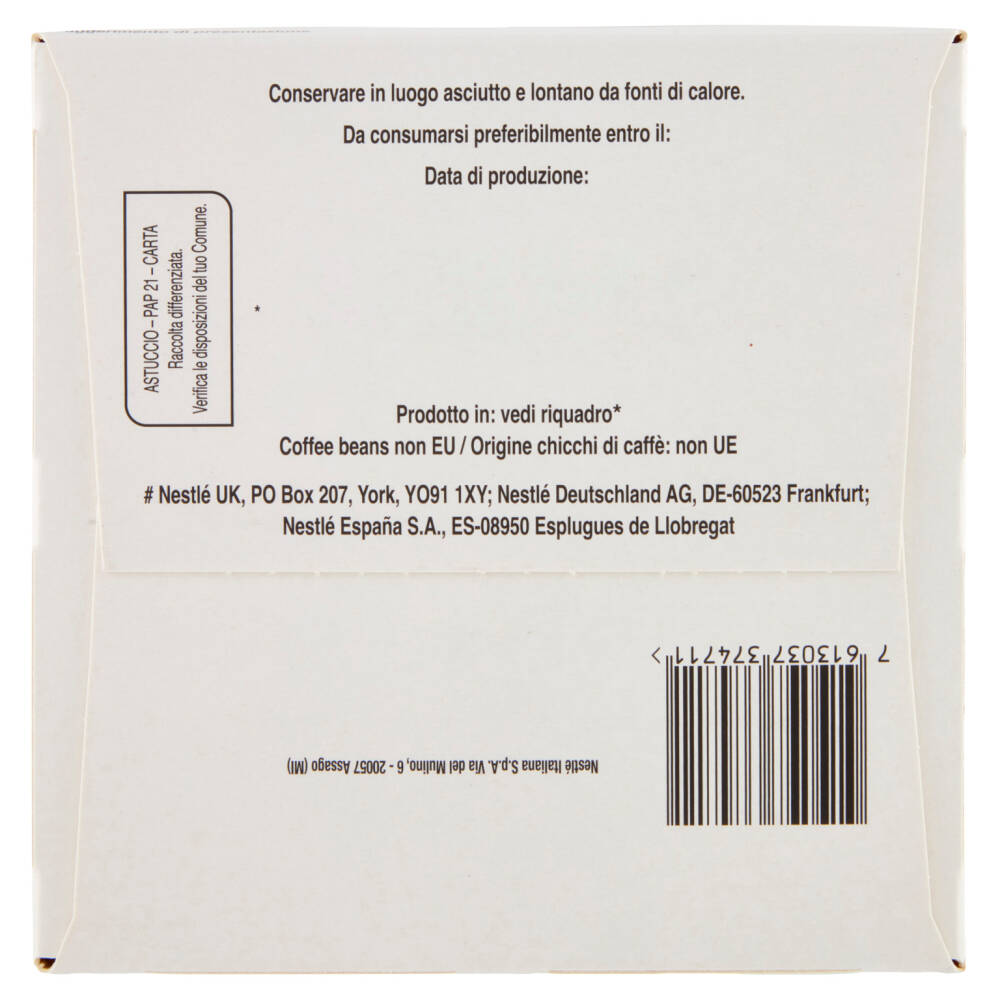 Conservare in luogo asciutto e lontano da fonti di calore.
Da consumarsi preferibilmente entro il:
Data di produzione:
ASTUCCIO – PAP 21 – CARTA
Raccolta differenziata.
Verifica le disposizioni del tuo Comune.
*
Prodotto in: vedi riquadro*
Coffee beans non EU / Origine chicchi di caffè: non UE
# Nestlé UK, PO Box 207, York, YO91 1XY; Nestlé Deutschland AG, DE-60523 Frankfurt;
Nestlé España S.A., ES-08950 Esplugues de Llobregat
7 613037 374711 >
Nestlé Italiana S.p.A. Via del Mulino, 6 - 20057 Assago (MI)